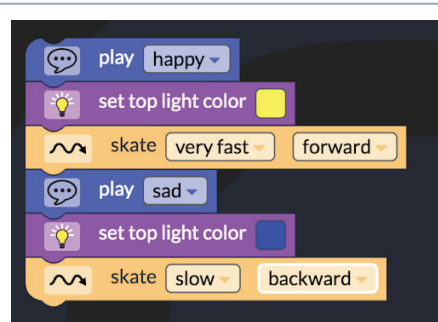 play happy
set top light color
skate very fast forward
play sad
set top light color
skate slow backward